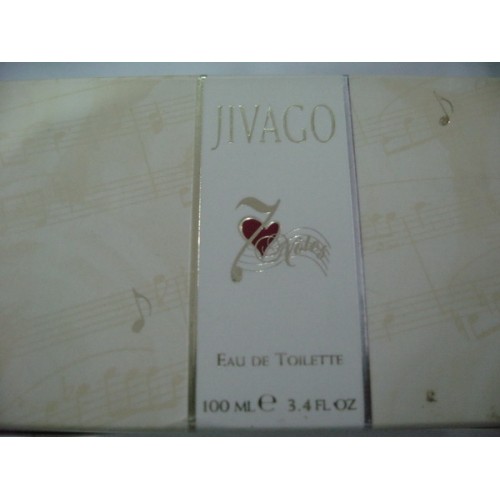 JIVAGO
7 Notes
EAU DE TOILETTE
100 ML e 3.4 FL OZ